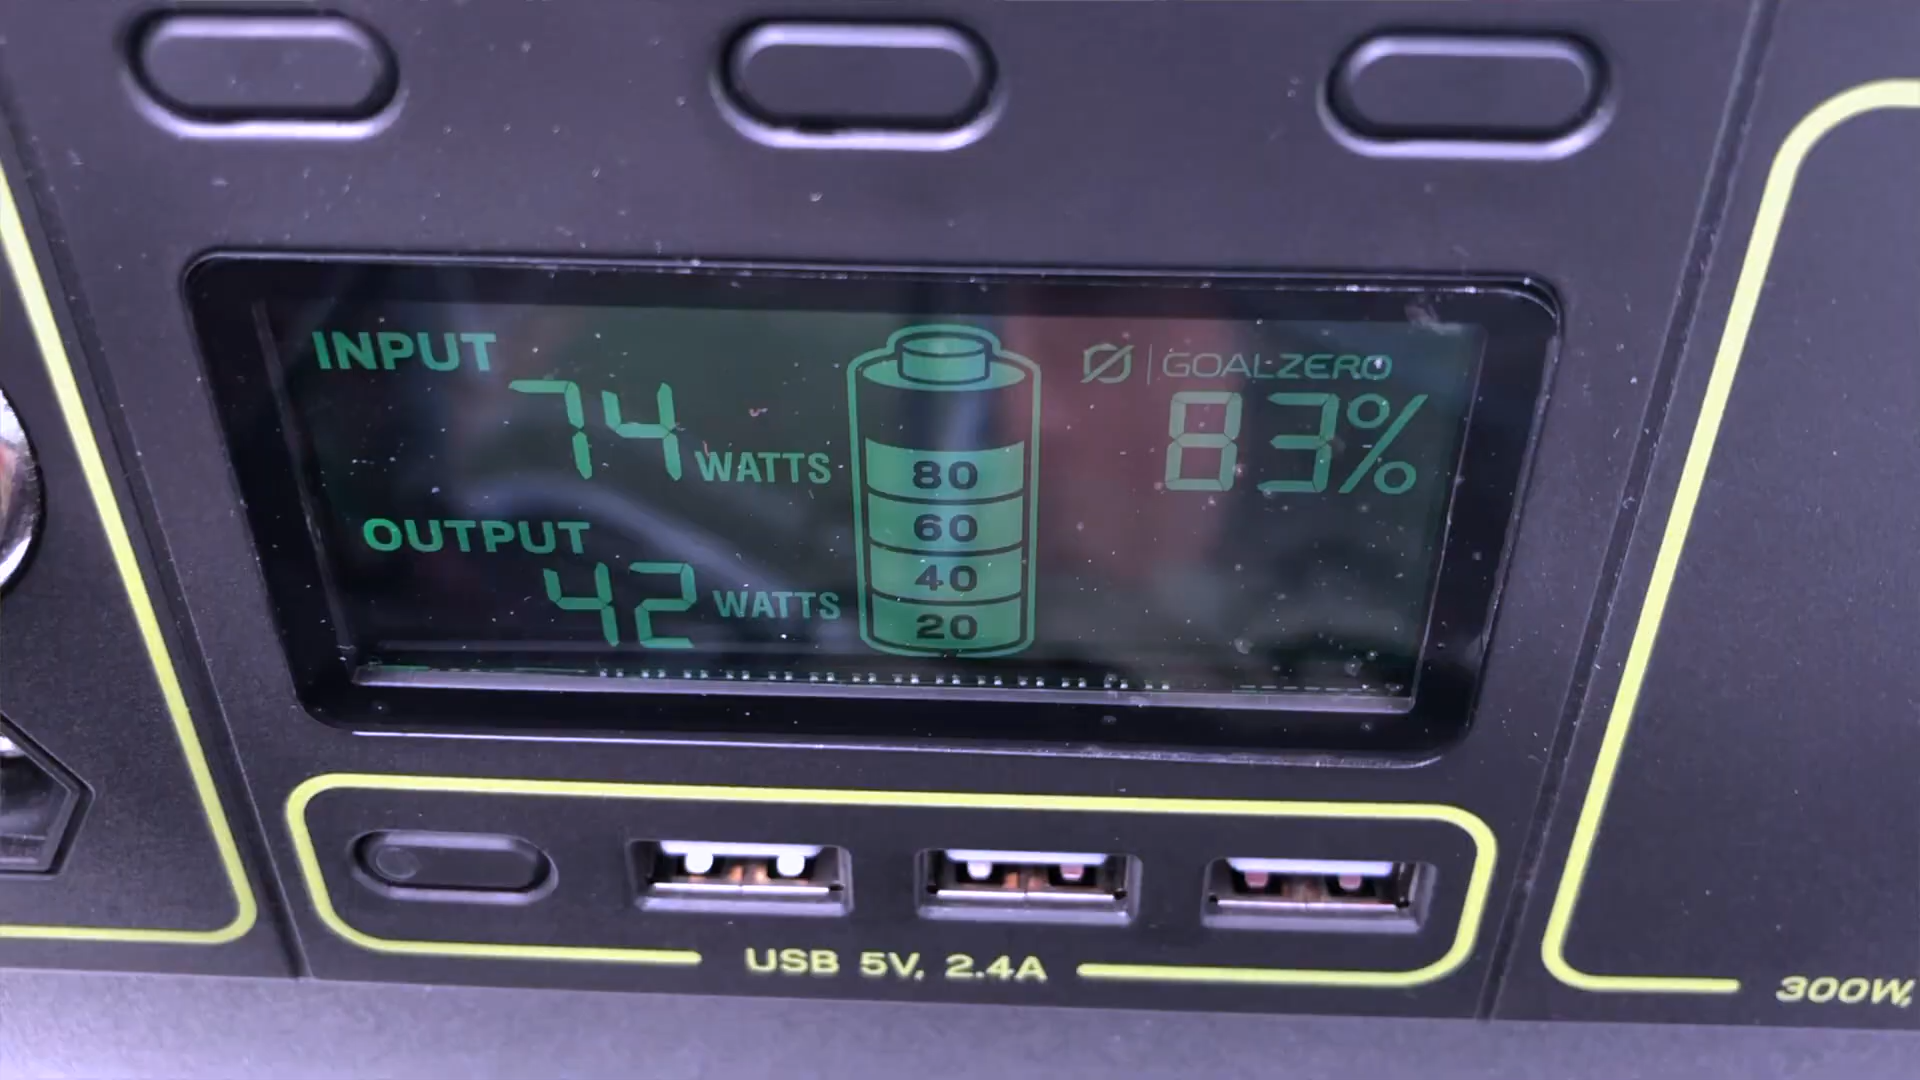 INPUT
74 WATTS
OUTPUT
42 WATTS
80
60
40
20
GOALZERO
83%
USB 5V, 2.4A
300W,